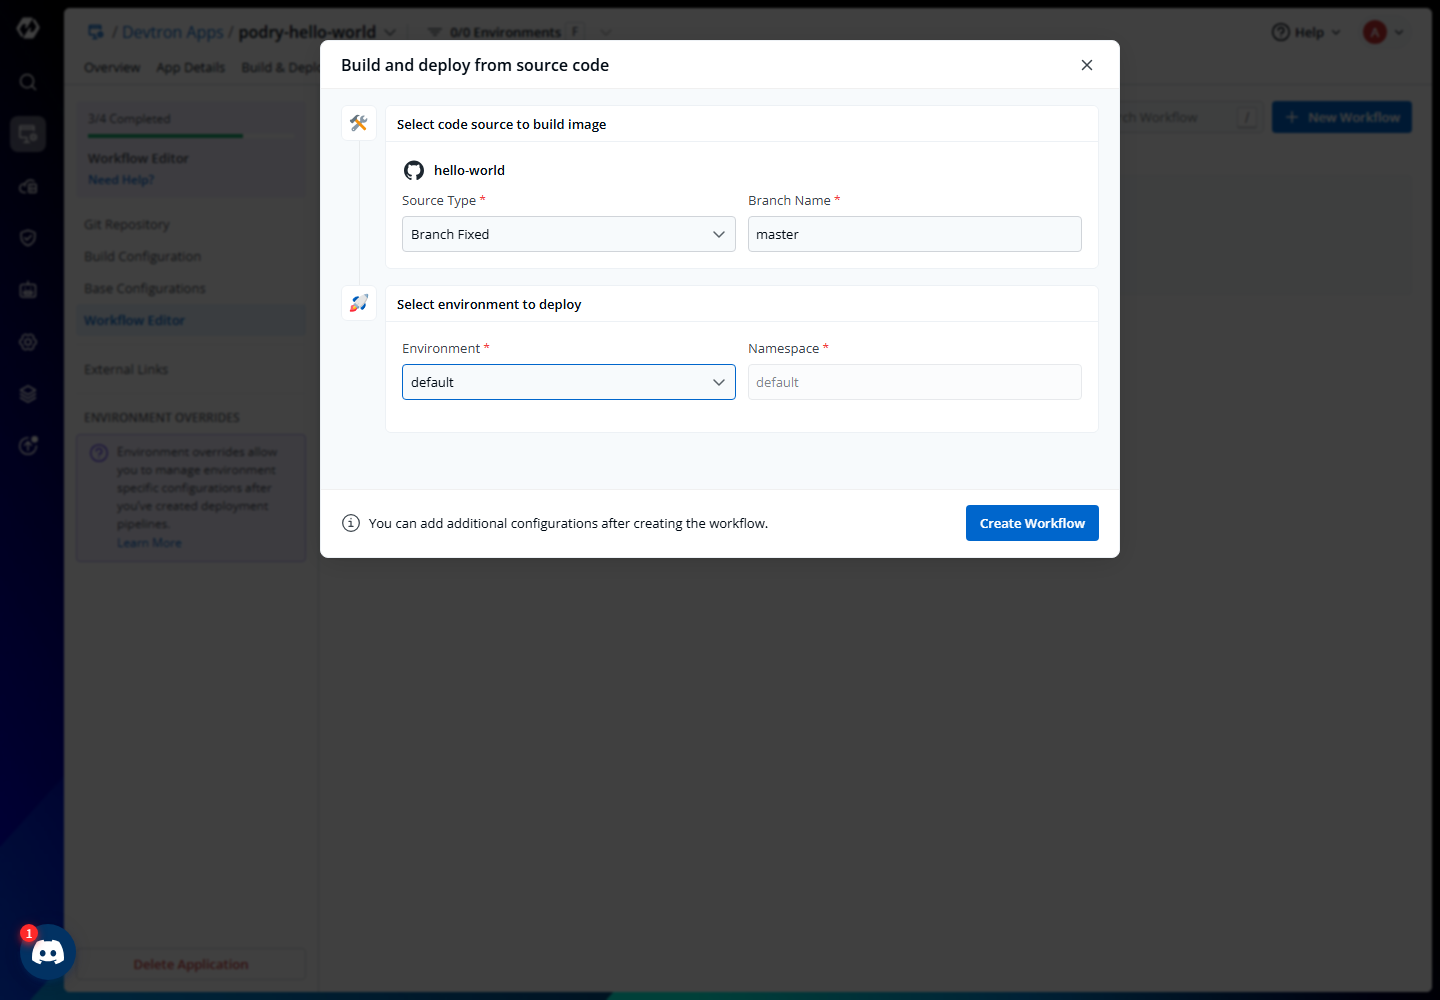 / Devtron Apps / podry-hello-world
0/0 Environments F
Help
A
Overview App Details Build & Deplo
Build and deploy from source code
3/4 Completed
Workflow Editor
Need Help?
Git Repository
Build Configuration
Base Configurations
Workflow Editor
External Links
ENVIRONMENT OVERRIDES
Environment overrides allow
you to manage environment
specific configurations after
you've created deployment
pipelines.
Learn More
Delete Application
1
Select code source to build image
hello-world
Source Type *
Branch Name *
Branch Fixed
master
Select environment to deploy
Environment *
Namespace *
default
default
You can add additional configurations after creating the workflow.
Create Workflow
rch Workflow /
New Workflow